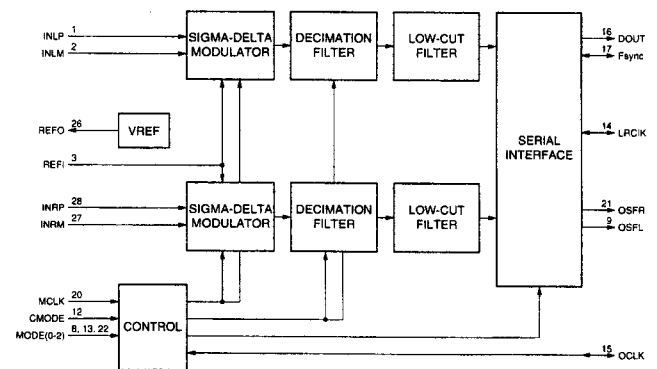 INLP 1
INLM 2
SIGMA-DELTA
MODULATOR
DECIMATION
FILTER
LOW-CUT
FILTER
16 DOUT
17 Fsync
REFO 26
VREF
REFI 3
SERIAL
INTERFACE
14 LRClK
INRP 28
INRM 27
SIGMA-DELTA
MODULATOR
DECIMATION
FILTER
LOW-CUT
FILTER
21 OSFR
9 OSFL
MCLK 20
CMODE 12
MODE(0-2) 8, 13. 22
CONTROL
15 OCLK